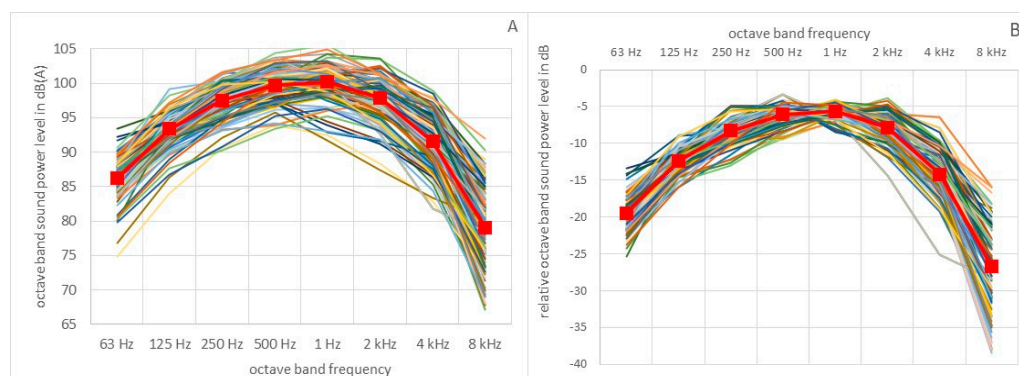 A
octave band sound power level in dB(A)
105
100
95
90
85
80
75
70
65
63 Hz 125 Hz 250 Hz 500 Hz 1 Hz 2 kHz 4 kHz 8 kHz
octave band frequency
B
octave band frequency
63 Hz 125 Hz 250 Hz 500 Hz 1 Hz 2 kHz 4 kHz 8 kHz
relative octave band sound power level in dB
0
-5
-10
-15
-20
-25
-30
-35
-40